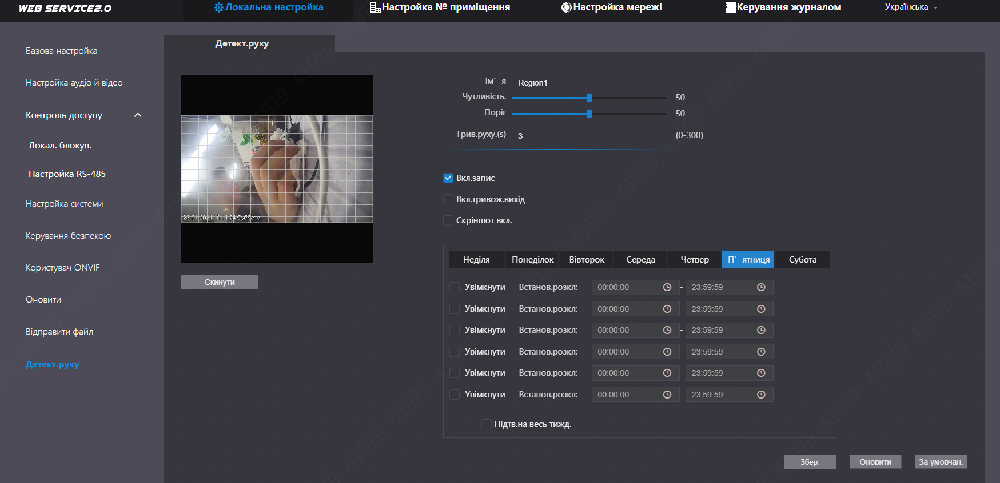 WEB SERVICE2.0
Локальна настройка
Настройка № приміщення
Настройка мережі
Керування журналом
Українська
Базова настройка
Настройка аудіо й відео
Контроль доступу
Локал. блокув.
Настройка RS-485
Настройка системи
Керування безпекою
Користувач ONVIF
Оновити
Відправити файл
Детект.руху
Детект.руху
23-01-2021 10:11:24 Суббота
Скинути
Ім’я Region1
Чутливість. 50
Поріг 50
Трив.руху.(s) 3 (0-300)
Вкл.запис
Вкл.тривож.вихід
Скріншот вкл.
Неділя Понеділок Вівторок Середа Четвер П’ятниця Субота
Увімкнути Встанов.розкл: 00:00:00 - 23:59:59
Увімкнути Встанов.розкл: 00:00:00 - 23:59:59
Увімкнути Встанов.розкл: 00:00:00 - 23:59:59
Увімкнути Встанов.розкл: 00:00:00 - 23:59:59
Увімкнути Встанов.розкл: 00:00:00 - 23:59:59
Увімкнути Встанов.розкл: 00:00:00 - 23:59:59
Підтв.на весь тижд.
Збер. Оновити За умовчан.
41979 41979